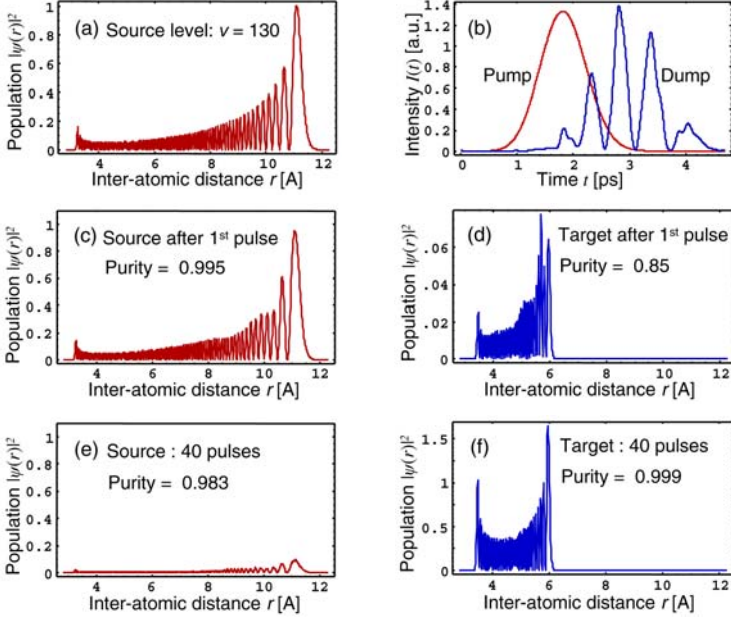 (a) Source level: v = 130
Population |ψ(r)|²
1
0.8
0.6
0.4
0.2
0
4 6 8 10 12
Inter-atomic distance r [A]
(b)
Pump
Dump
Intensity I(t) [a.u.]
1.4
1.2
1
0.8
0.6
0.4
0.2
0
0 1 2 3 4
Time t [ps]
(c) Source after 1st pulse
Purity = 0.995
Population |ψ(r)|²
1
0.8
0.6
0.4
0.2
0
4 6 8 10 12
Inter-atomic distance r [A]
(d) Target after 1st pulse
Purity = 0.85
Population |ψ(r)|²
.06
.04
.02
0
4 6 8 10 12
Inter-atomic distance r [A]
(e) Source : 40 pulses
Purity = 0.983
Population |ψ(r)|²
1
0.8
0.6
0.4
0.2
0
4 6 8 10 12
Inter-atomic distance r [A]
(f) Target : 40 pulses
Purity = 0.999
Population |ψ(r)|²
1.5
1
0.5
0
4 6 8 10 12
Inter-atomic distance r [A]